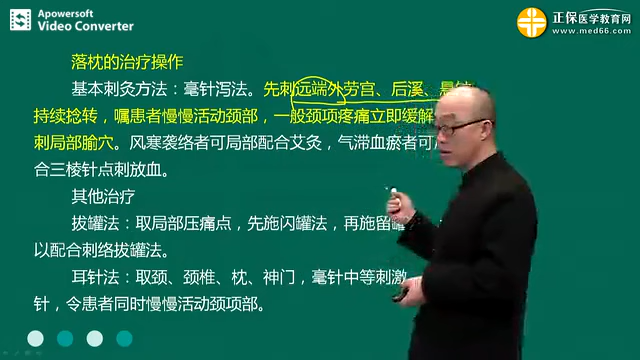 Apowersoft
Video Converter
正保医学教育网
www.med66.com
落枕的治疗操作
基本刺灸方法：毫针泻法。先刺远端外劳宫、后溪、悬钟
持续捻转，嘱患者慢慢活动颈部，一般颈项疼痛立即缓解
刺局部腧穴。风寒袭络者可局部配合艾灸，气滞血瘀者可
合三棱针点刺放血。
其他治疗
拔罐法：取局部压痛点，先施闪罐法，再施留罐
以配合刺络拔罐法。
耳针法：取颈、颈椎、枕、神门，毫针中等刺激
针，令患者同时慢慢活动颈项部。